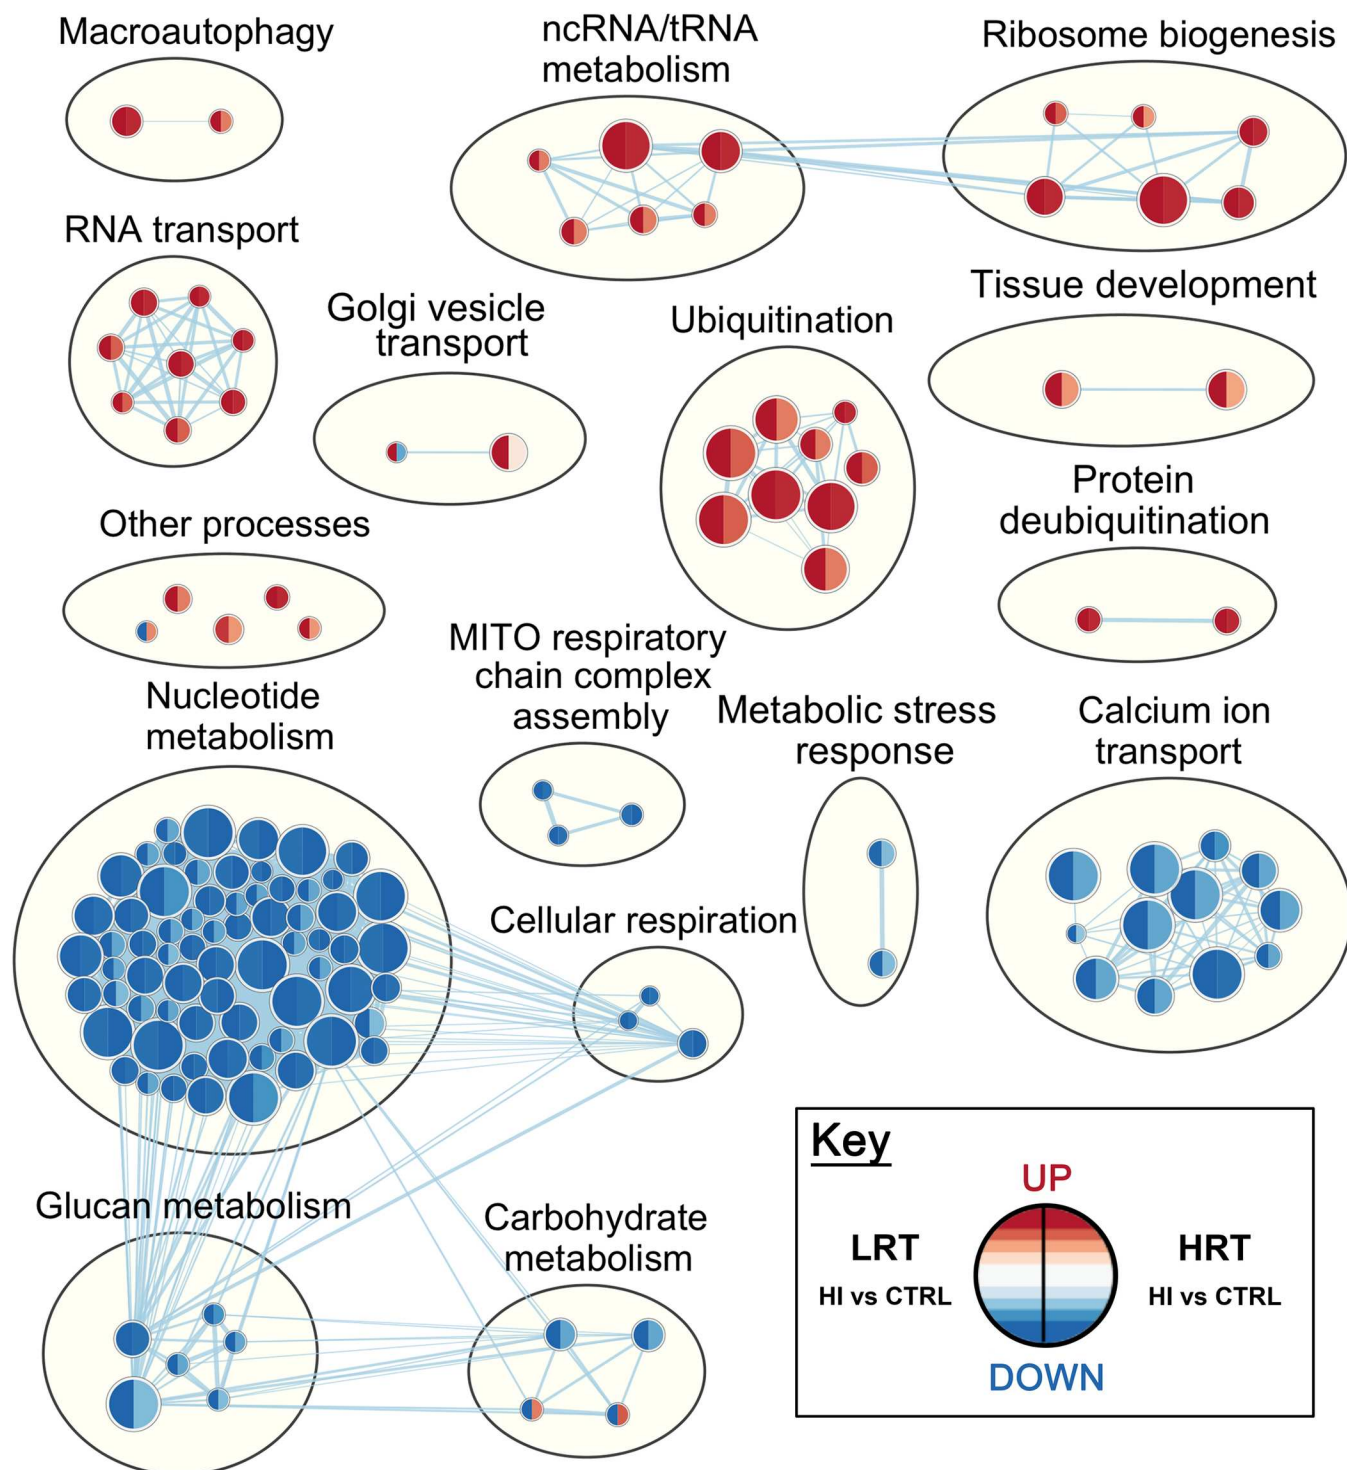 Macroautophagy
ncRNA/tRNA
metabolism
Ribosome biogenesis
RNA transport
Golgi vesicle
transport
Ubiquitination
Tissue development
Protein
deubiquitination
Other processes
MITO respiratory
chain complex
assembly
Nucleotide
metabolism
Metabolic stress
response
Calcium ion
transport
Cellular respiration
Glucan metabolism
Carbohydrate
metabolism
Key
UP
LRT
HI vs CTRL
HRT
HI vs CTRL
DOWN